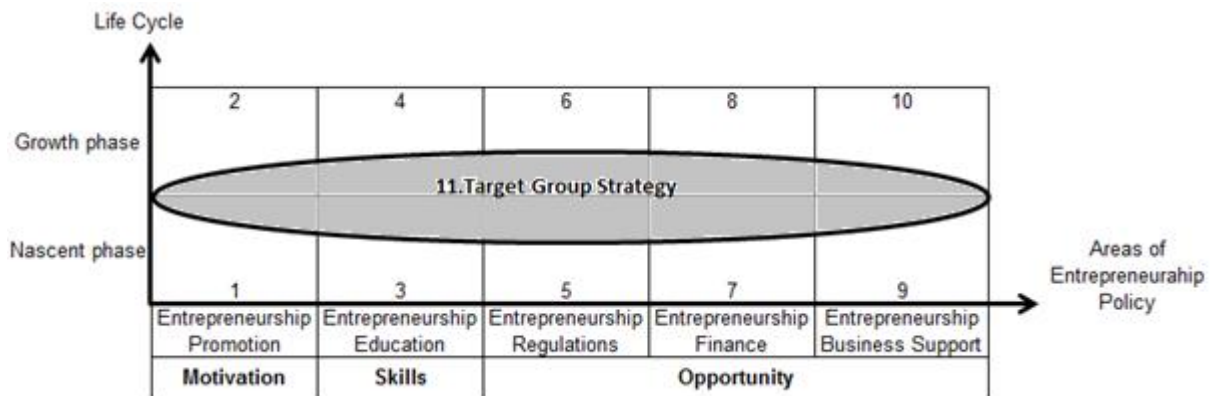 Life Cycle
2 4 6 8 10
Growth phase
11.Target Group Strategy
Nascent phase
Areas of
Entrepreneurahip
Policy
1 3 5 7 9
Entrepreneurship Entrepreneurship Entrepreneurship Entrepreneurship Entrepreneurship
Promotion Education Regulations Finance Business Support
Motivation Skills Opportunity